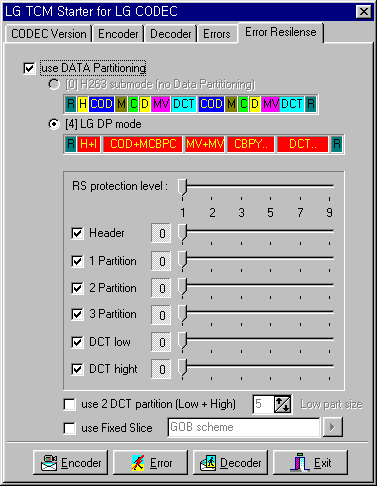 LG TCM Starter for LG CODEC
CODEC Version Encoder Decoder Errors Error Resilense
use DATA Partitioning
[0] H263 submode (no Data Partitioning)
R H COD M C D MV DCT COD M C D MV DCT R
[4] LG DP mode
R H+I COD+MCBPC MV+MV CBPY.. DCT.. R
RS protection level :
1 2 3 5 7 9
Header 0
1 Partition 0
2 Partition 0
3 Partition 0
DCT low 0
DCT hight 0
use 2 DCT partition (Low + High) 5 Low part size
use Fixed Slice GOB scheme
Encoder Error Decoder Exit